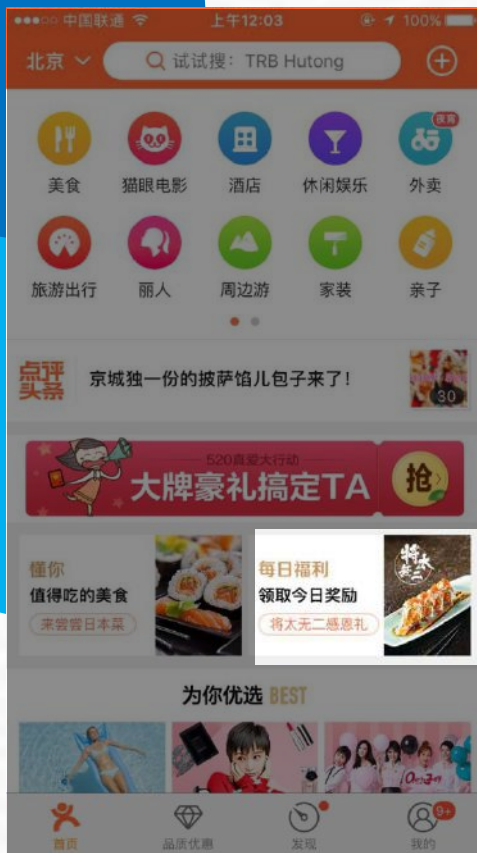 中国联通
上午12:03
100%
北京
试试搜：TRB Hutong
夜宵
美食
猫眼电影
酒店
休闲娱乐
外卖
旅游出行
丽人
周边游
家装
亲子
点评
头条
京城独一份的披萨馅儿包子来了！
30
520真爱大行动
大牌豪礼搞定TA
抢
懂你
值得吃的美食
来尝尝日本菜
每日福利
领取今日奖励
将太无二感恩礼
将太
无二
为你优选 BEST
首页
品质优惠
发现
9+
我的